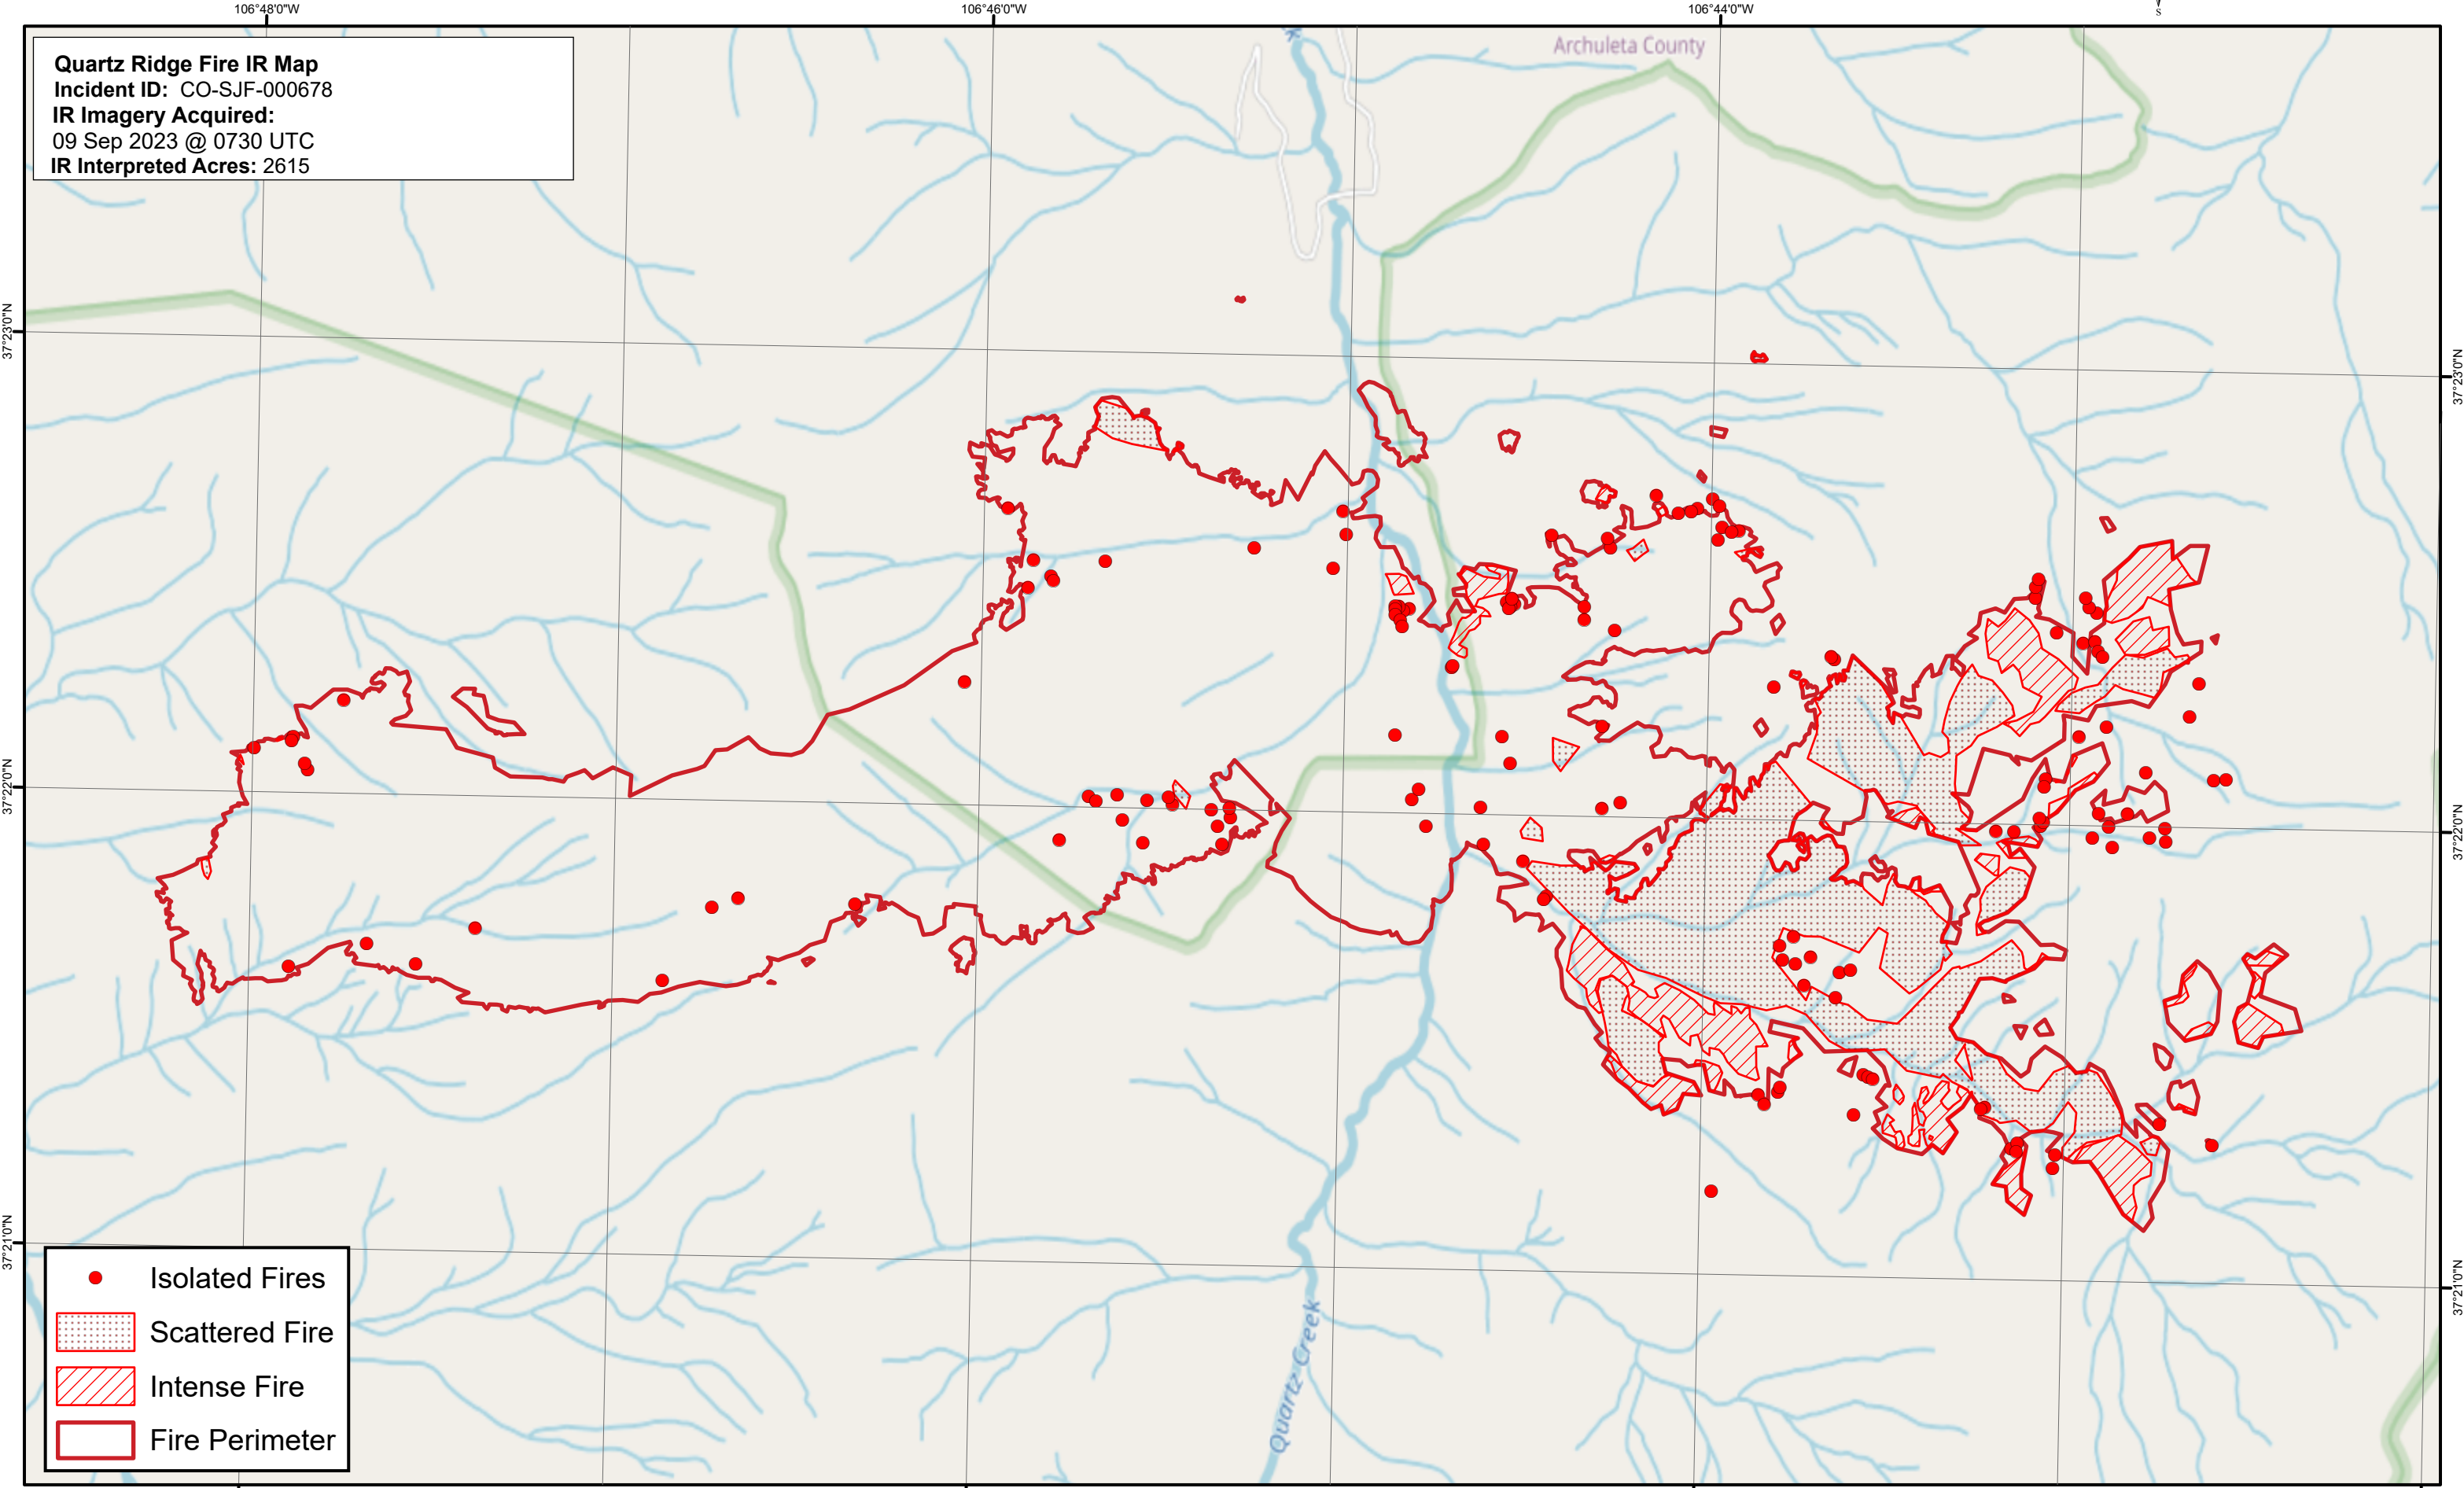 106°48'0"W
106°46'0"W
106°44'0"W
S
Archuleta County
Quartz Ridge Fire IR Map
Incident ID: CO-SJF-000678
IR Imagery Acquired:
09 Sep 2023 @ 0730 UTC
IR Interpreted Acres: 2615
37°23'0"N
37°23'0"N
37°22'0"N
37°22'0"N
37°21'0"N
37°21'0"N
Quartz Creek
Isolated Fires
Scattered Fire
Intense Fire
Fire Perimeter